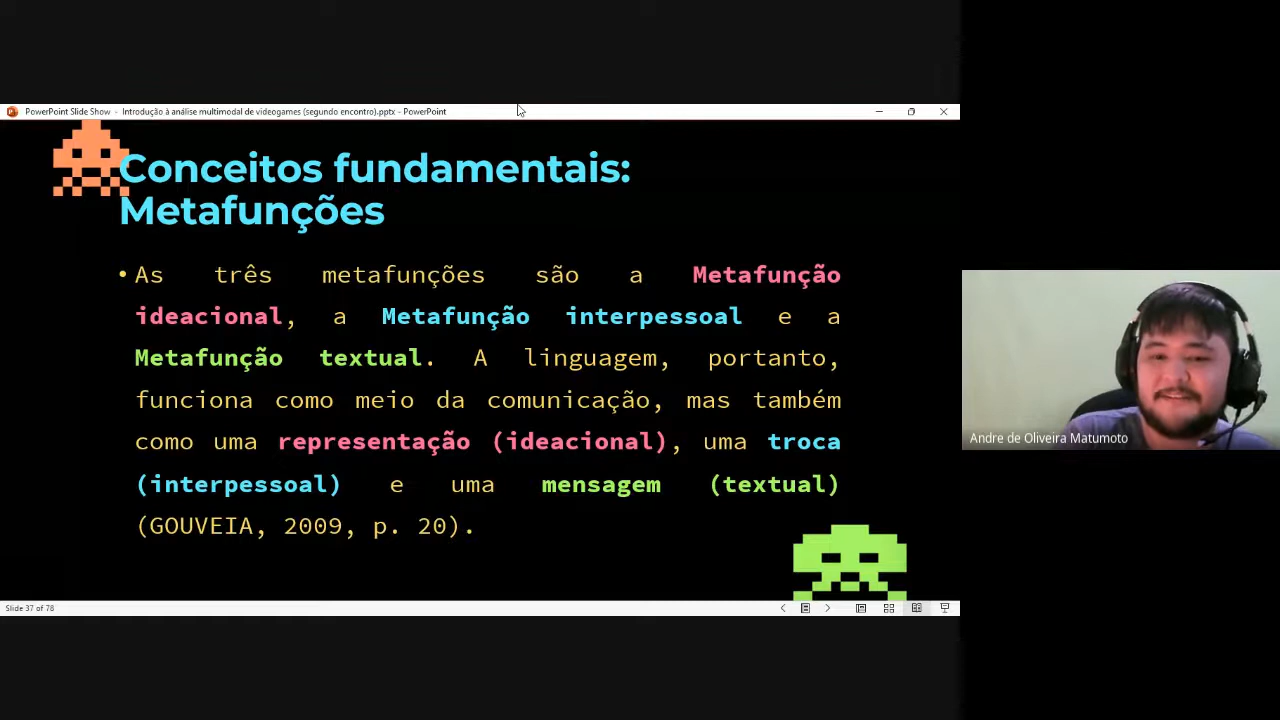 PowerPoint Slide Show - Introdução à análise multimodal de videogames (segundo encontro).pptx - PowerPoint
Conceitos fundamentais:
Metafunções
• As três metafunções são a Metafunção
ideacional, a Metafunção interpessoal e a
Metafunção textual. A linguagem, portanto,
funciona como meio da comunicação, mas também
como uma representação (ideacional), uma troca
(interpessoal) e uma mensagem (textual)
(GOUVEIA, 2009, p. 20).
Andre de Oliveira Matumoto
Slide 37 of 78